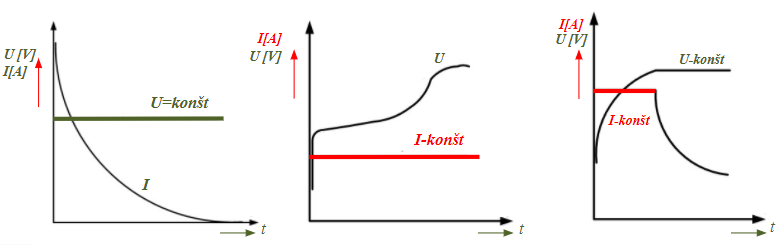 U [V]
I[A]
U=konšt
I
t
I[A]
U [V]
U
I-konšt
t
I[A]
U [V]
U-konšt
I-konšt
t